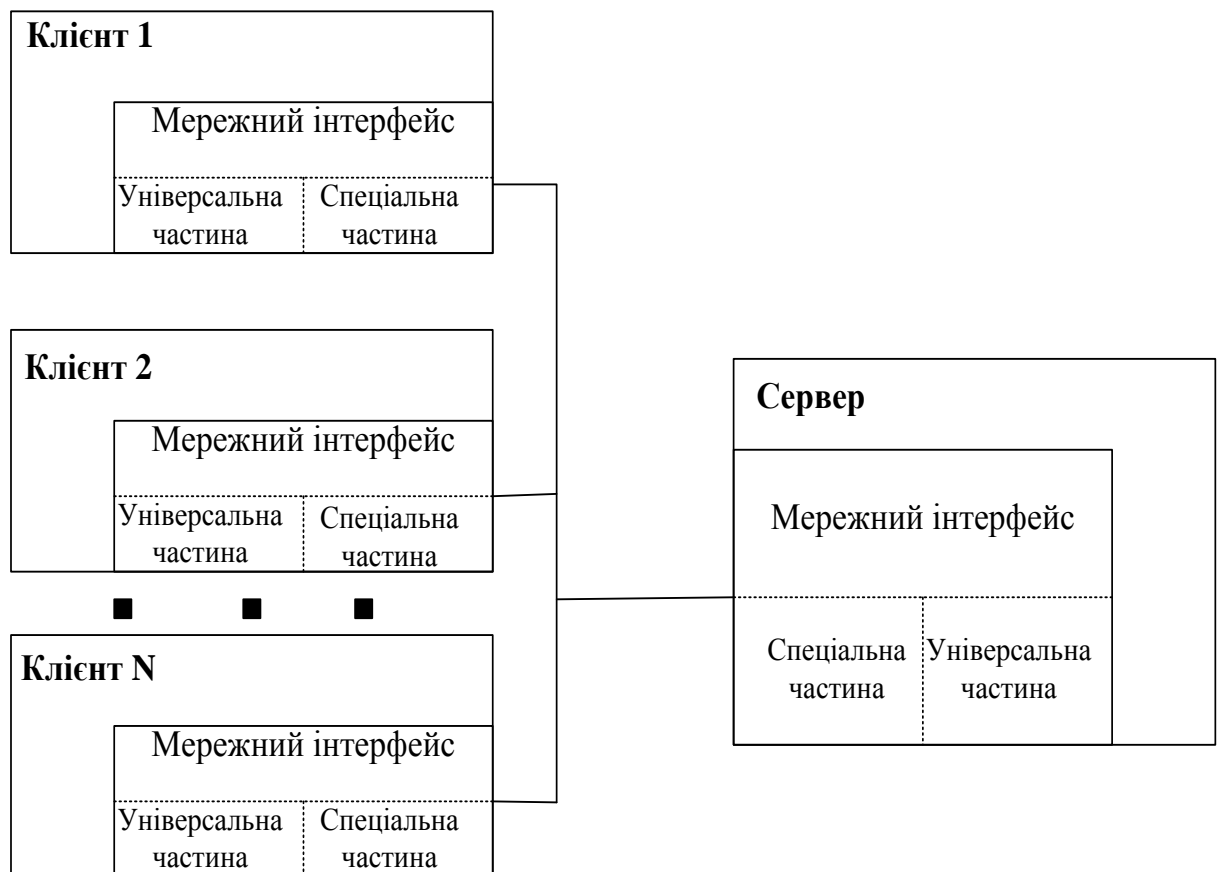 Клієнт 1
Мережний інтерфейс
Універсальна
частина
Спеціальна
частина
Клієнт 2
Мережний інтерфейс
Універсальна
частина
Спеціальна
частина
Клієнт N
Мережний інтерфейс
Універсальна
частина
Спеціальна
частина
Сервер
Мережний інтерфейс
Спеціальна
частина
Універсальна
частина